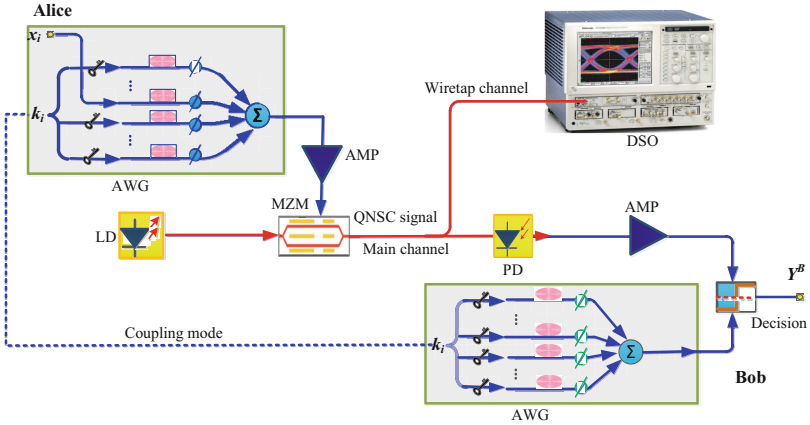 Alice
x_i
k_i
Σ
AWG
AMP
Wiretap channel
DSO
MZM
QNSC signal
LD
Main channel
PD
AMP
Y^B
Decision
Coupling mode
k_i
Σ
Bob
AWG